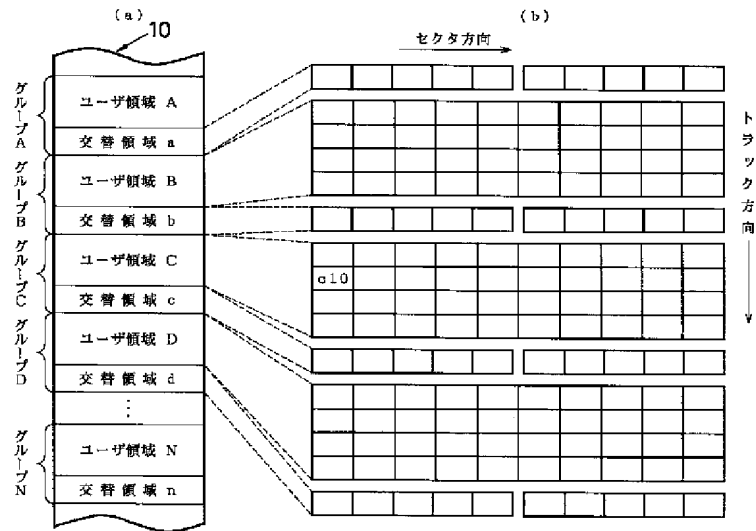 (a)
10
グループA
ユーザ領域 A
交替領域 a
グループB
ユーザ領域 B
交替領域 b
グループC
ユーザ領域 C
交替領域 c
グループD
ユーザ領域 D
交替領域 d
⋮
グループN
ユーザ領域 N
交替領域 n
(b)
セクタ方向
トラック方向
c10